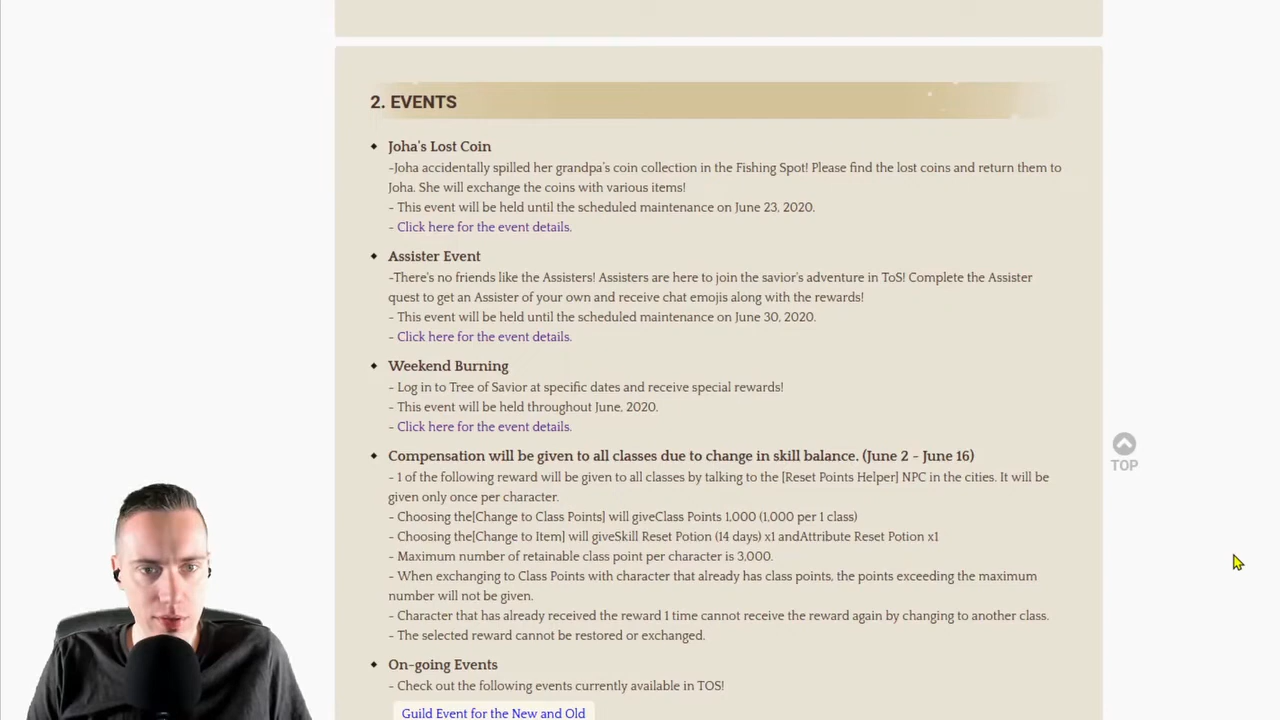 2. EVENTS
Joha's Lost Coin
-Joha accidentally spilled her grandpa's coin collection in the Fishing Spot! Please find the lost coins and return them to
Joha. She will exchange the coins with various items!
- This event will be held until the scheduled maintenance on June 23, 2020.
- Click here for the event details.
Assister Event
-There's no friends like the Assisters! Assisters are here to join the savior's adventure in ToS! Complete the Assister
quest to get an Assister of your own and receive chat emojis along with the rewards!
- This event will be held until the scheduled maintenance on June 30, 2020.
- Click here for the event details.
Weekend Burning
- Log in to Tree of Savior at specific dates and receive special rewards!
- This event will be held throughout June, 2020.
- Click here for the event details.
Compensation will be given to all classes due to change in skill balance. (June 2 - June 16)
- 1 of the following reward will be given to all classes by talking to the [Reset Points Helper] NPC in the cities. It will be
given only once per character.
- Choosing the[Change to Class Points] will giveClass Points 1,000 (1,000 per 1 class)
- Choosing the[Change to Item] will giveSkill Reset Potion (14 days) x1 andAttribute Reset Potion x1
- Maximum number of retainable class point per character is 3,000.
- When exchanging to Class Points with character that already has class points, the points exceeding the maximum
number will not be given.
- Character that has already received the reward 1 time cannot receive the reward again by changing to another class.
- The selected reward cannot be restored or exchanged.
On-going Events
- Check out the following events currently available in TOS!
Guild Event for the New and Old
TOP